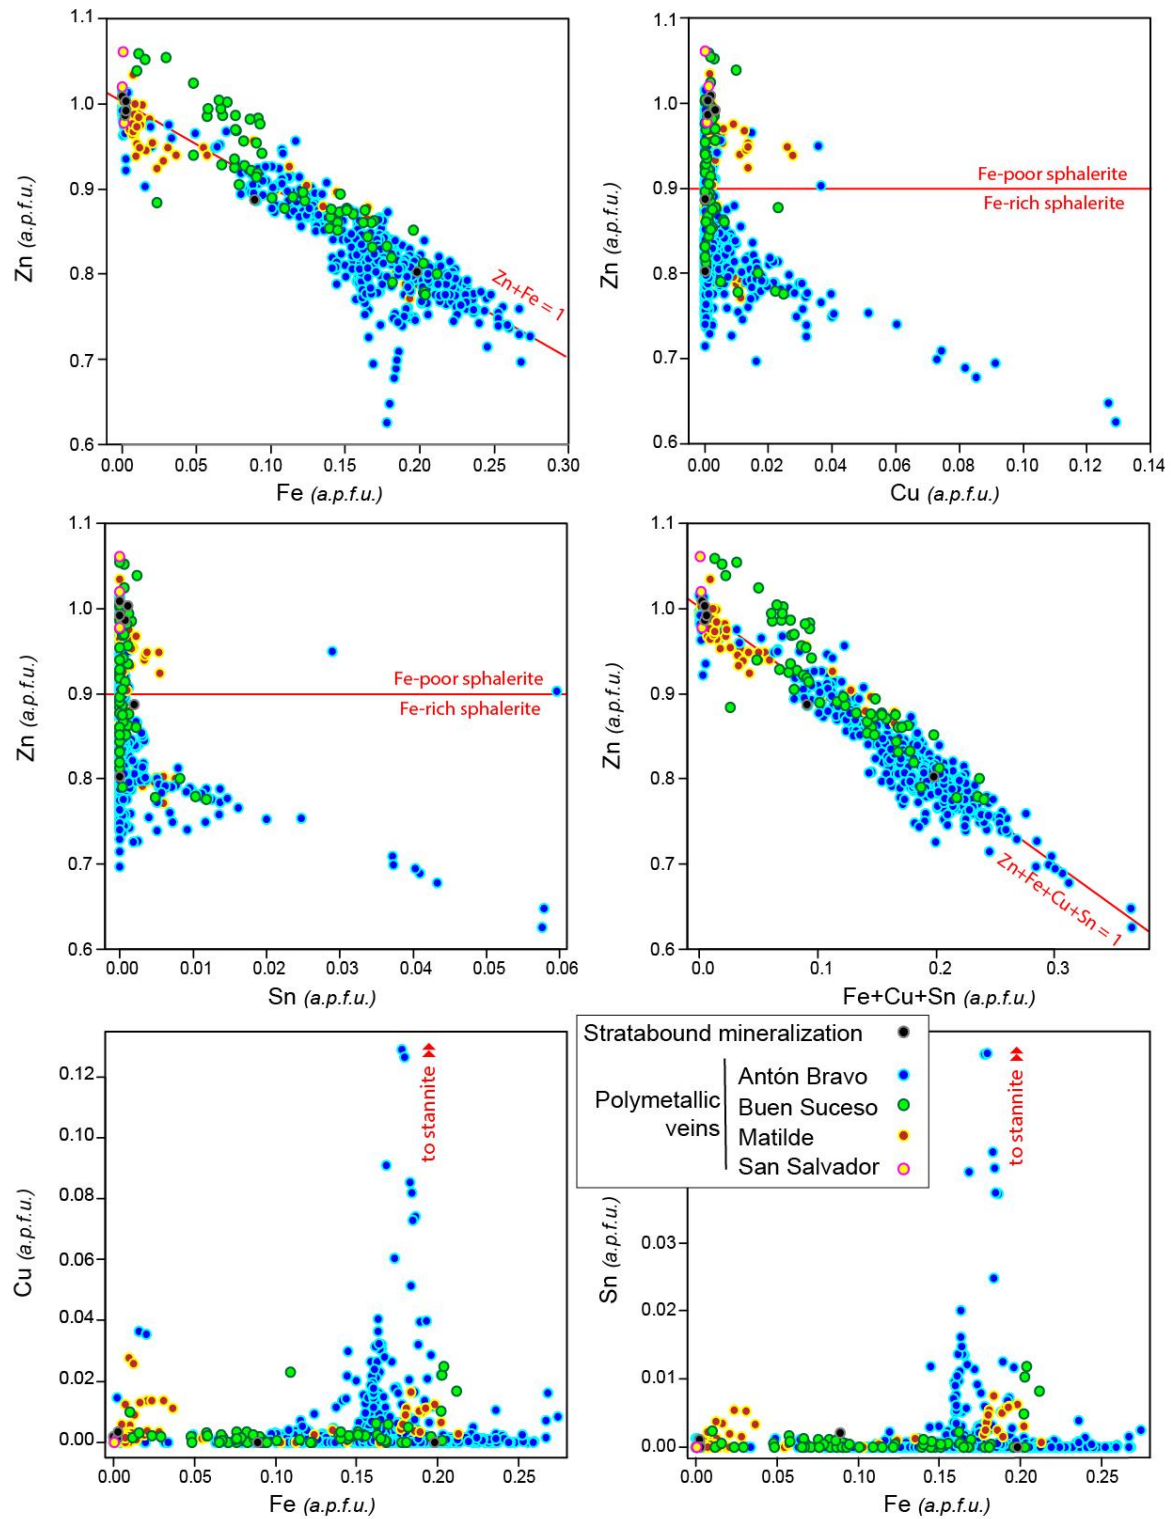 1.1
1.0
0.9
0.8
0.7
0.6
Zn (a.p.f.u.)
Zn+Fe = 1
0.00 0.05 0.10 0.15 0.20 0.25 0.30
Fe (a.p.f.u.)
1.1
1.0
0.9
0.8
0.7
0.6
Zn (a.p.f.u.)
Fe-poor sphalerite
Fe-rich sphalerite
0.00 0.02 0.04 0.06 0.08 0.10 0.12 0.14
Cu (a.p.f.u.)
1.1
1.0
0.9
0.8
0.7
0.6
Zn (a.p.f.u.)
Fe-poor sphalerite
Fe-rich sphalerite
0.00 0.01 0.02 0.03 0.04 0.05 0.06
Sn (a.p.f.u.)
1.1
1.0
0.9
0.8
0.7
0.6
Zn (a.p.f.u.)
Zn+Fe+Cu+Sn = 1
0.0 0.1 0.2 0.3
Fe+Cu+Sn (a.p.f.u.)
Stratabound mineralization
Polymetallic
veins
Antón Bravo
Buen Suceso
Matilde
San Salvador
0.12
0.10
0.08
0.06
0.04
0.02
0.00
Cu (a.p.f.u.)
to stannite
0.00 0.05 0.10 0.15 0.20 0.25
Fe (a.p.f.u.)
0.03
0.02
0.01
0.00
Sn (a.p.f.u.)
to stannite
0.00 0.05 0.10 0.15 0.20 0.25
Fe (a.p.f.u.)